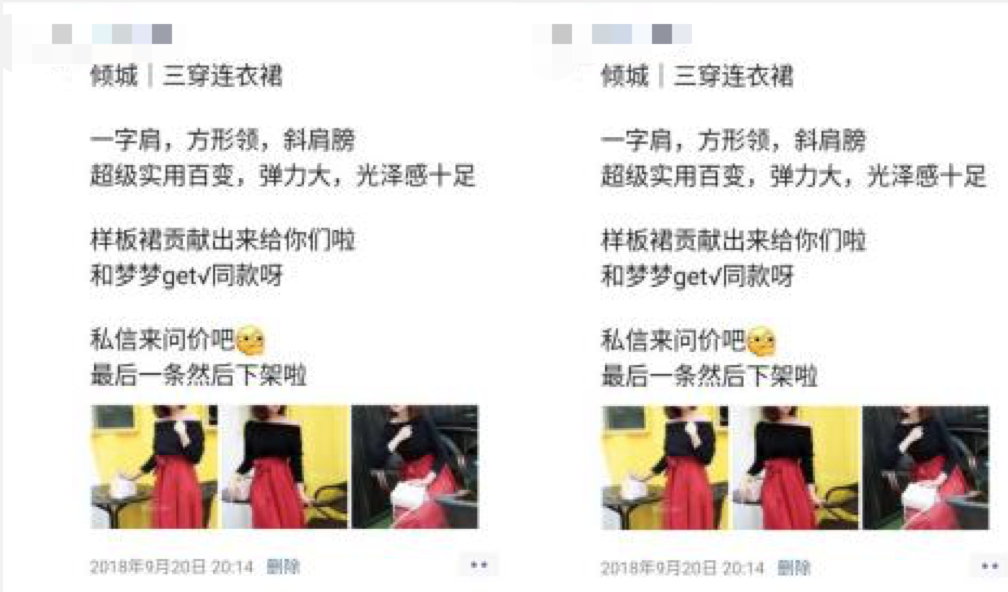 倾城｜三穿连衣裙
一字肩，方形领，斜肩膀
超级实用百变，弹力大，光泽感十足
样板裙贡献出来给你们啦
和梦梦get√同款呀
私信来问价吧🧐
最后一条然后下架啦
2018年9月20日 20:14 删除
倾城｜三穿连衣裙
一字肩，方形领，斜肩膀
超级实用百变，弹力大，光泽感十足
样板裙贡献出来给你们啦
和梦梦get√同款呀
私信来问价吧🧐
最后一条然后下架啦
2018年9月20日 20:14 删除